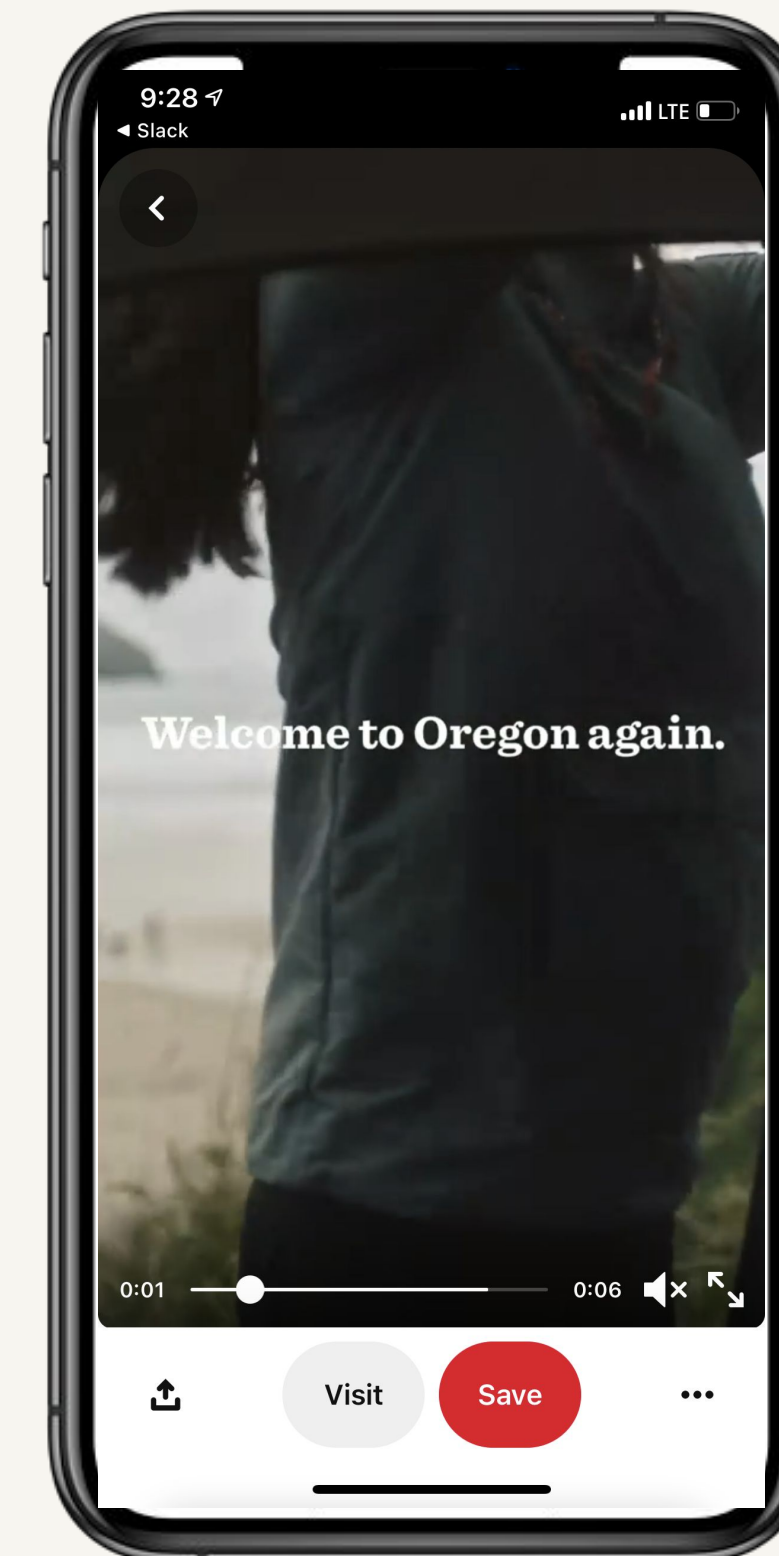 9:28
◀ Slack
LTE
Welcome to Oregon again.
0:01
0:06
Visit
Save